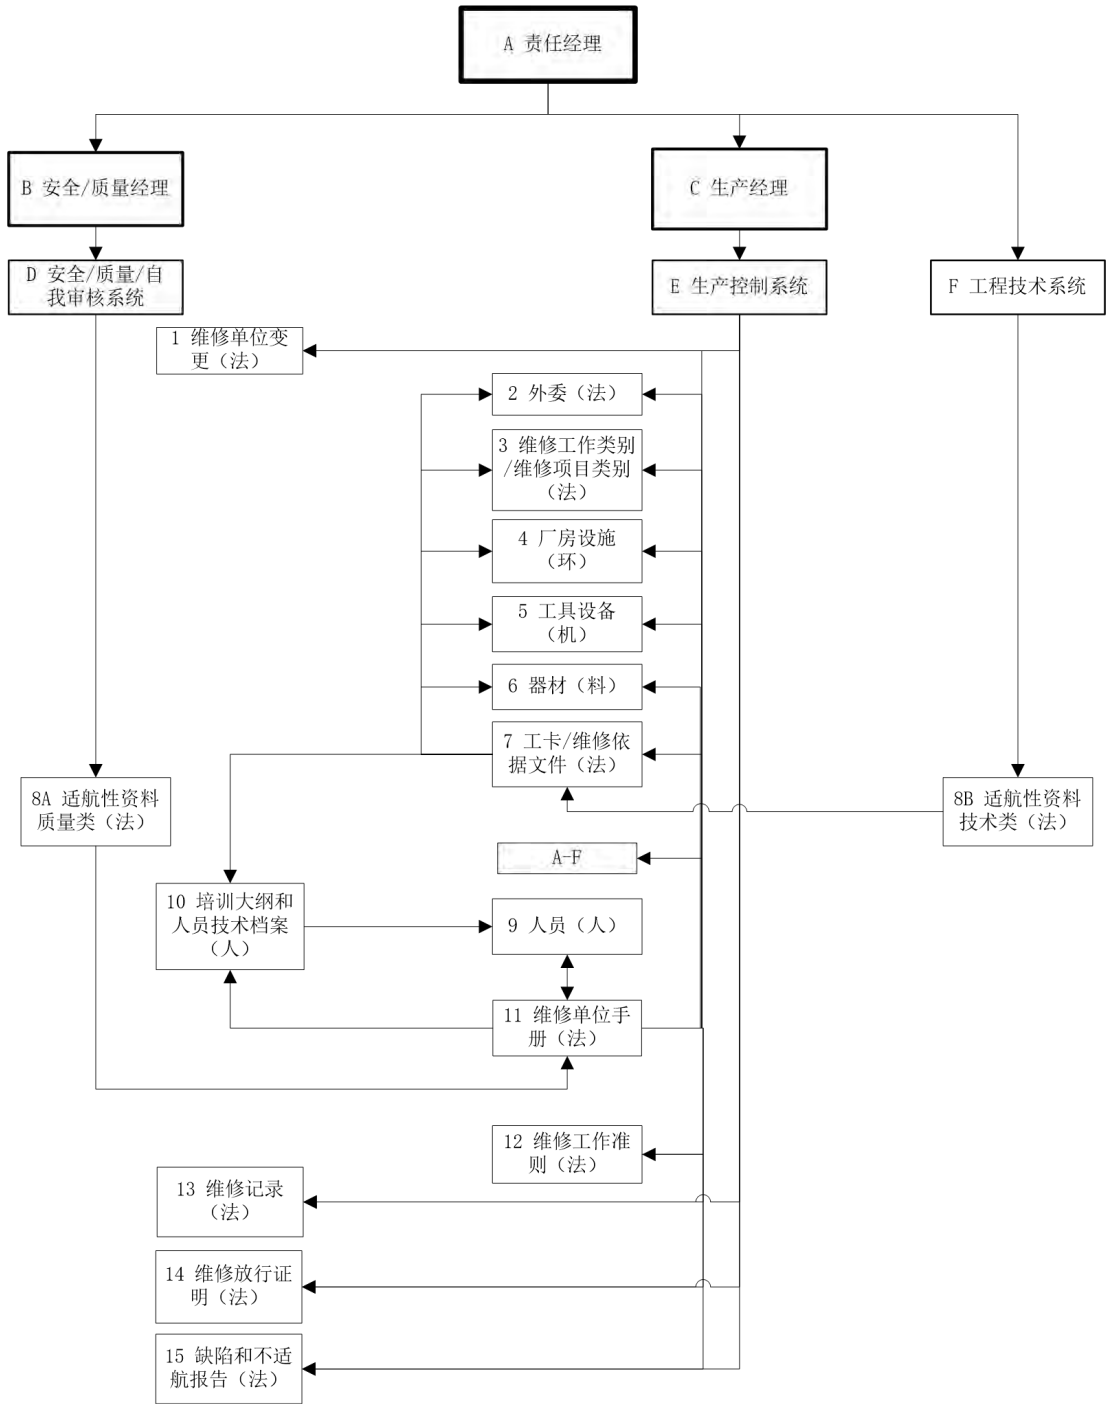 A 责任经理
B 安全/质量经理
C 生产经理
D 安全/质量/自
我审核系统
E 生产控制系统
F 工程技术系统
1 维修单位变
更（法）
2 外委（法）
3 维修工作类别
/维修项目类别
（法）
4 厂房设施
（环）
5 工具设备
（机）
6 器材（料）
7 工卡/维修依
据文件（法）
8A 适航性资料
质量类（法）
8B 适航性资料
技术类（法）
A-F
10 培训大纲和
人员技术档案
（人）
9 人员（人）
11 维修单位手
册（法）
12 维修工作准
则（法）
13 维修记录
（法）
14 维修放行证
明（法）
15 缺陷和不适
航报告（法）